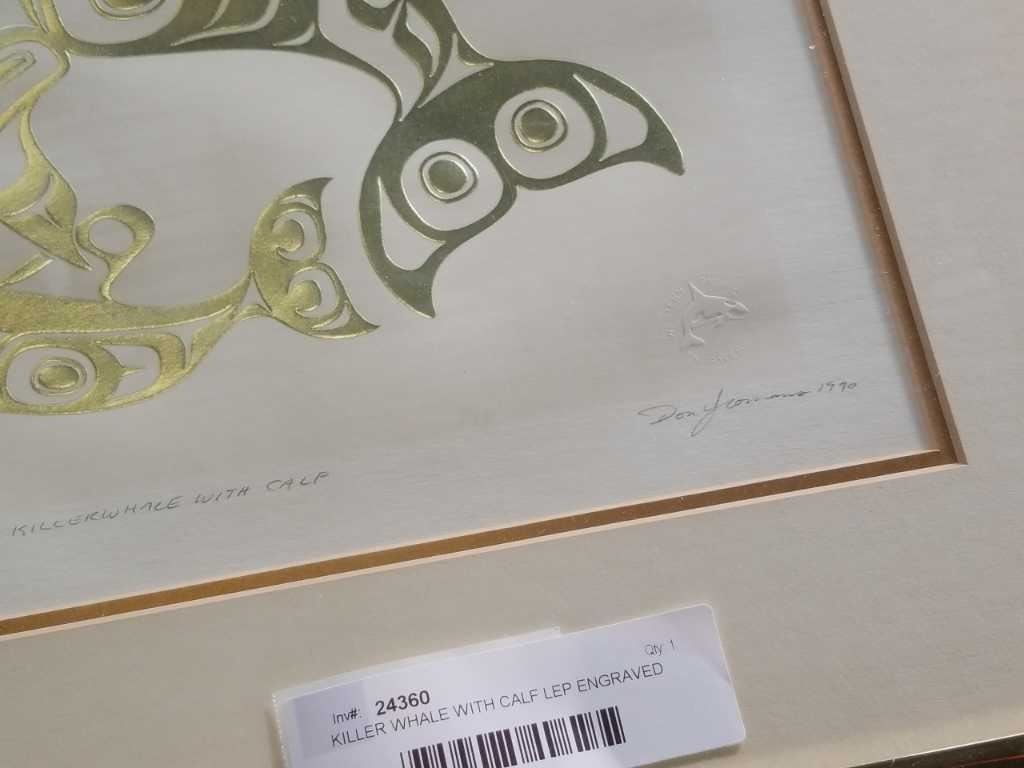 Don Yeomans 1990
KILLERWHALE WITH CALF
Qty: 1
Inv#: 24360
KILLER WHALE WITH CALF LEP ENGRAVED